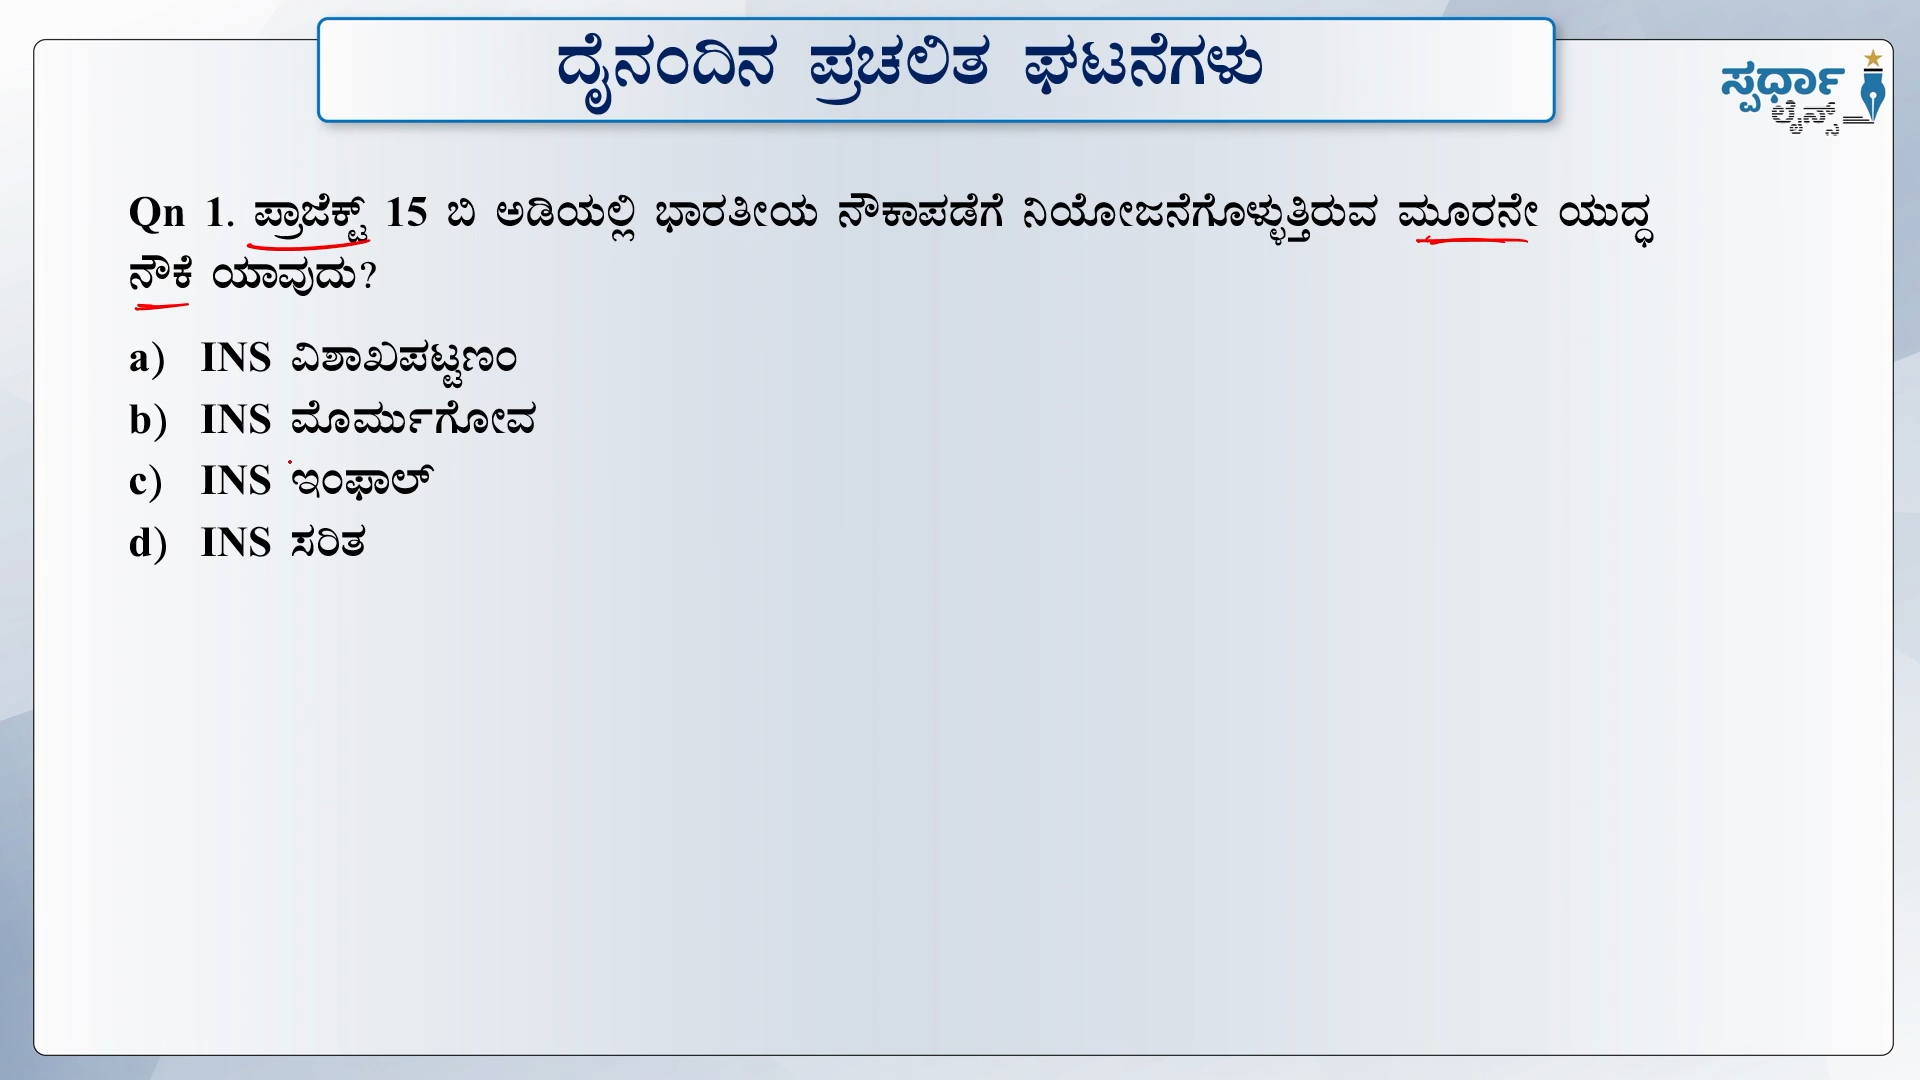 ದೈನಂದಿನ ಪ್ರಚಲಿತ ಘಟನೆಗಳು
ಸ್ಪರ್ಧಾ
ಲೈನ್ಸ್
Qn 1. ಪ್ರಾಜೆಕ್ಟ್ 15 ಬಿ ಅಡಿಯಲ್ಲಿ ಭಾರತೀಯ ನೌಕಾಪಡೆಗೆ ನಿಯೋಜನೆಗೊಳ್ಳುತ್ತಿರುವ ಮೂರನೇ ಯುದ್ಧ
ನೌಕೆ ಯಾವುದು?
a) INS ವಿಶಾಖಪಟ್ಟಣಂ
b) INS ಮೊರ್ಮುಗೋವ
c) INS ಇಂಫಾಲ್
d) INS ಸರಿತ